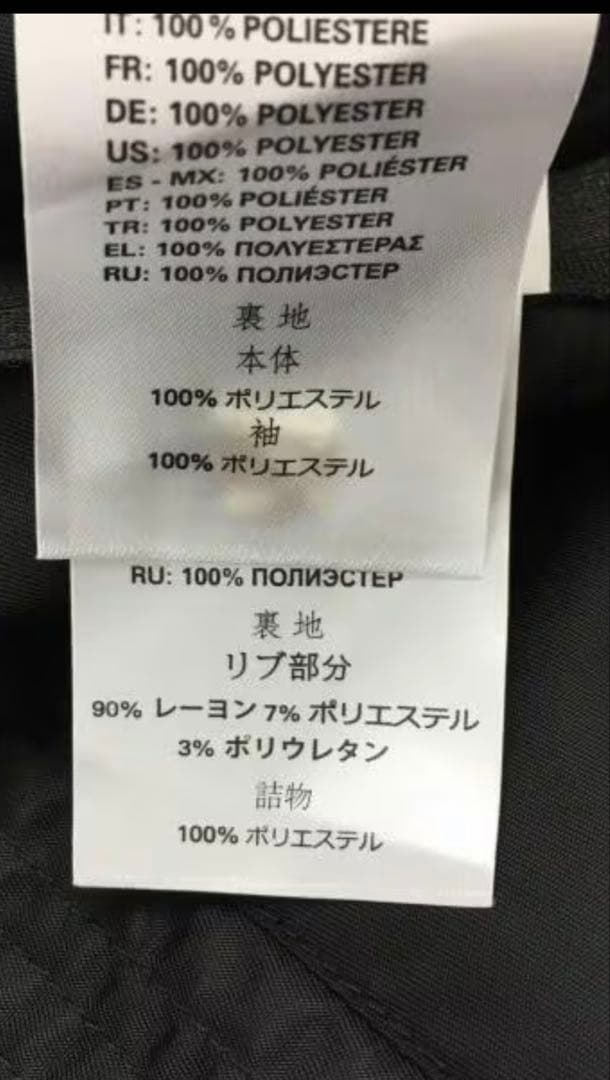 IT: 100% POLIESTERE
FR: 100% POLYESTER
DE: 100% POLYESTER
US: 100% POLYESTER
ES - MX: 100% POLIÉSTER
PT: 100% POLIÉSTER
TR: 100% POLYESTER
EL: 100% ΠΟΛΥΕΣΤΕΡΑΣ
RU: 100% ПОЛИЭСТЕР
裏地
本体
100% ポリエステル
袖
100% ポリエステル
RU: 100% ПОЛИЭСТЕР
裏地
リブ部分
90% レーヨン 7% ポリエステル
3% ポリウレタン
詰物
100% ポリエステル